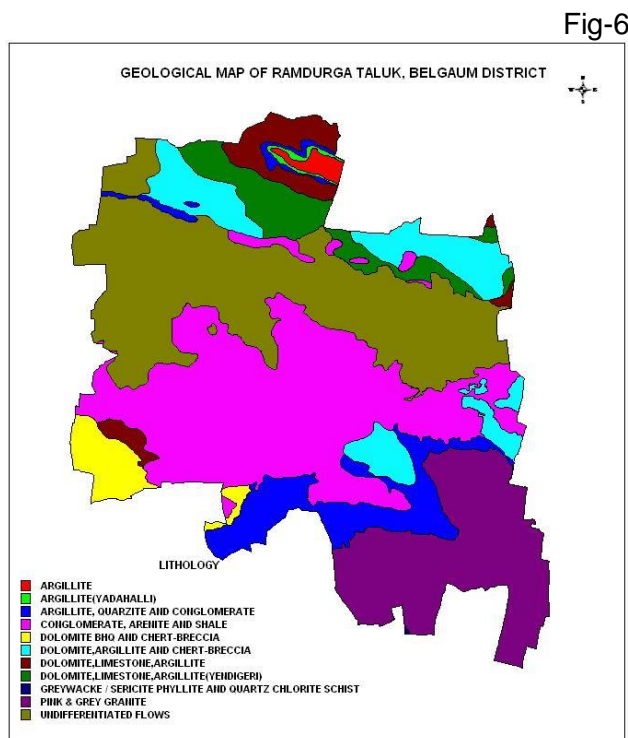 Fig-6
GEOLOGICAL MAP OF RAMDURGA TALUK, BELGAUM DISTRICT
LITHOLOGY
ARGILLITE
ARGILLITE(YADAHALLI)
ARGILLITE, QUARZITE AND CONGLOMERATE
CONGLOMERATE, ARENITE AND SHALE
DOLOMITE BHQ AND CHERT-BRECCIA
DOLOMITE,ARGILLITE AND CHERT-BRECCIA
DOLOMITE,LIMESTONE,ARGILLITE
DOLOMITE,LIMESTONE,ARGILLITE(YENDIGERI)
GREYWACKE / SERICITE PHYLLITE AND QUARTZ CHLORITE SCHIST
PINK & GREY GRANITE
UNDIFFERENTIATED FLOWS